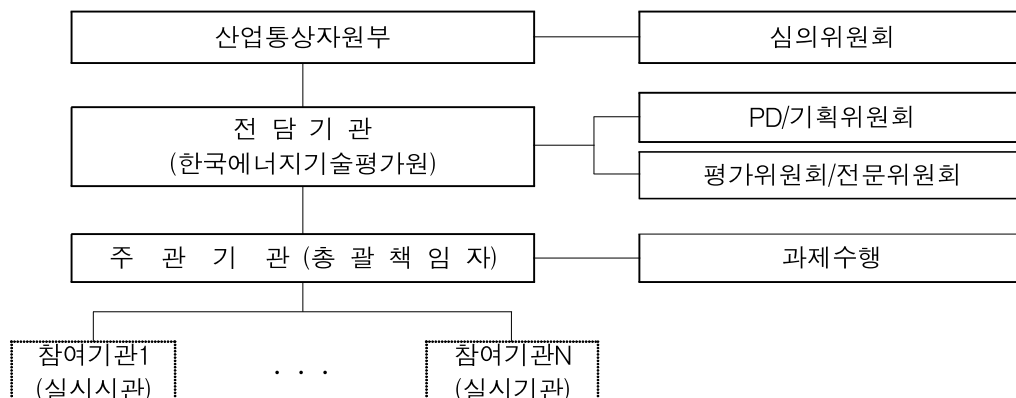 산업통상자원부
심의위원회
전 담 기 관
(한국에너지기술평가원)
PD/기획위원회
평가위원회/전문위원회
주 관 기 관 (총 괄 책 임 자)
과제수행
참여기관1
(실시시관)
· · ·
참여기관N
(실시기관)